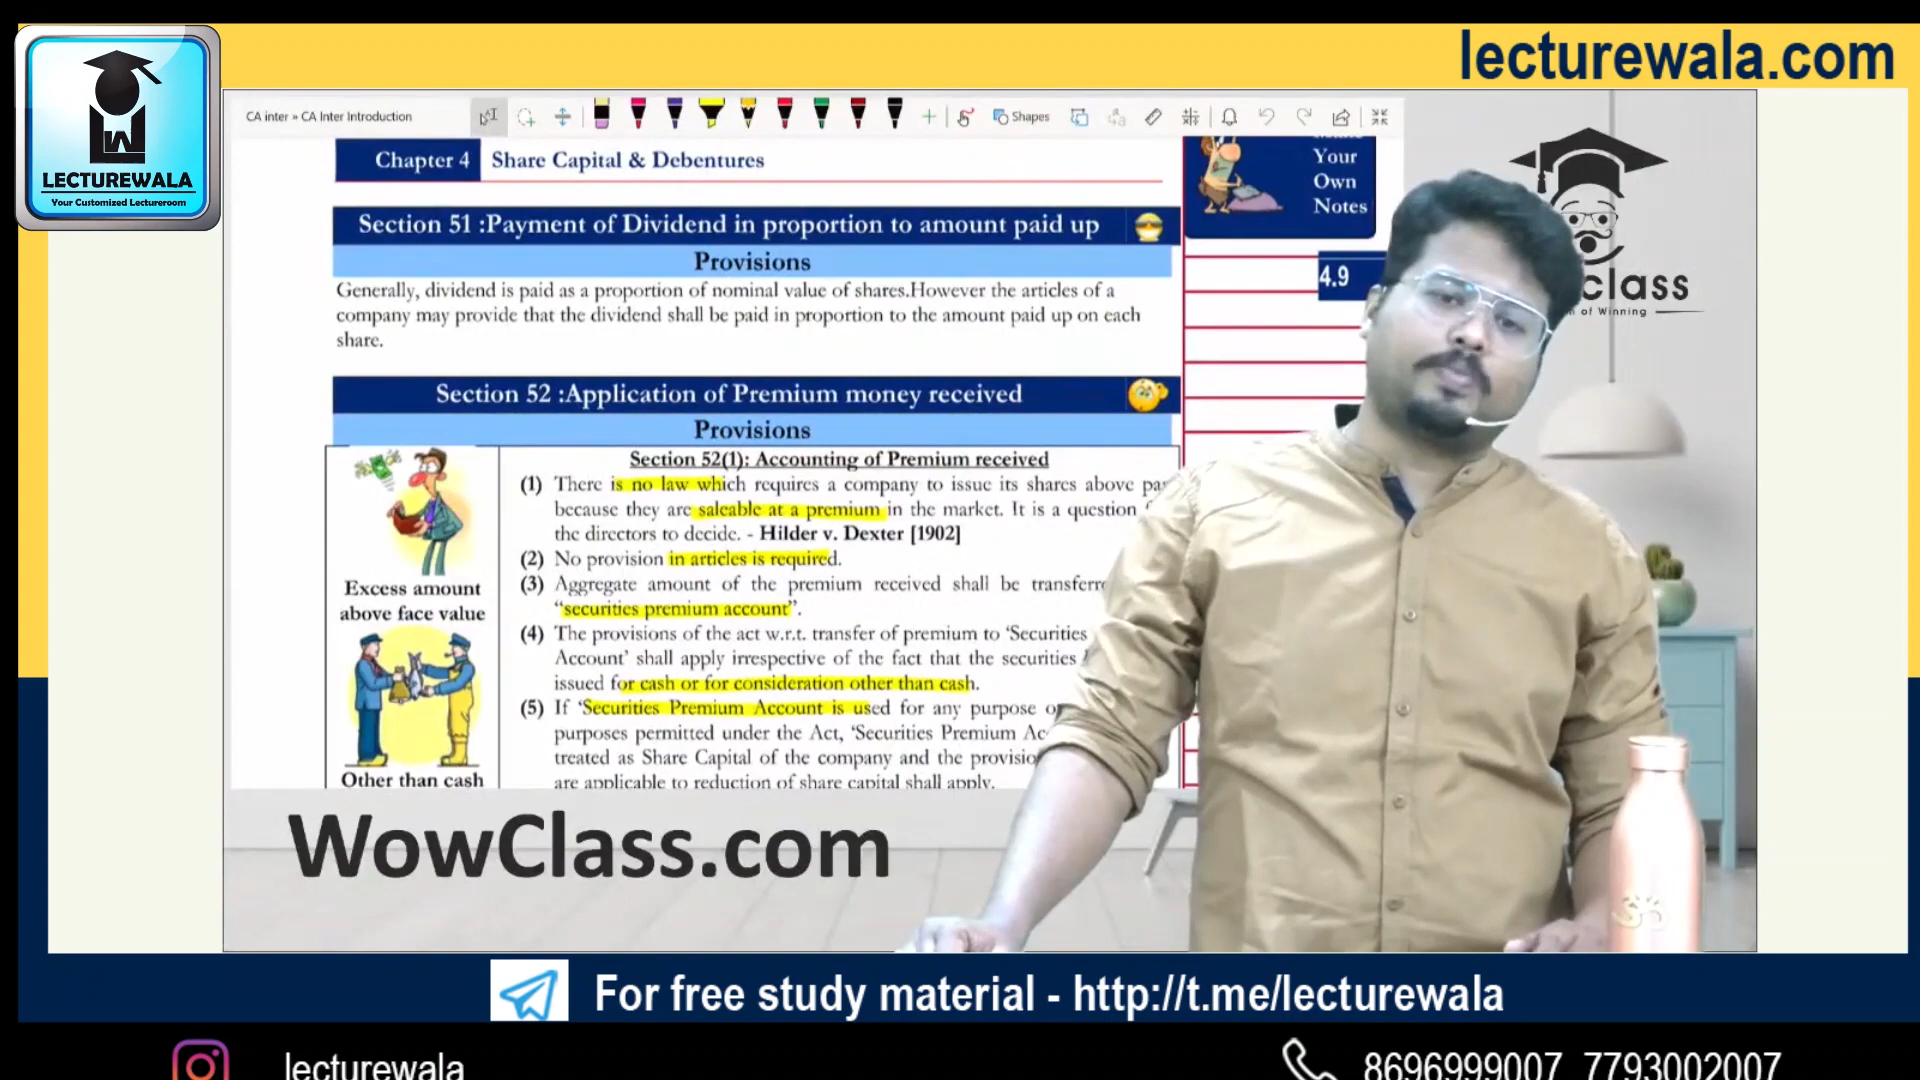 lecturewala.com
LECTUREWALA
Your Customized Lectureroom
CA inter » CA Inter Introduction
Shapes
Chapter 4 Share Capital & Debentures
Your
Own
Notes
4.9
class
of Winning
Section 51 :Payment of Dividend in proportion to amount paid up
Provisions
Generally, dividend is paid as a proportion of nominal value of shares.However the articles of a
company may provide that the dividend shall be paid in proportion to the amount paid up on each
share.
Section 52 :Application of Premium money received
Provisions
Section 52(1): Accounting of Premium received
(1) There is no law which requires a company to issue its shares above
because they are saleable at a premium in the market. It is a question
the directors to decide. - Hilder v. Dexter [1902]
(2) No provision in articles is required.
(3) Aggregate amount of the premium received shall be
"securities premium account".
(4) The provisions of the act w.r.t. transfer of premium to 'Securities
Account' shall apply irrespective of the fact that the securities
issued for cash or for consideration other than cash.
(5) If 'Securities Premium Account is used for any purpose
purposes permitted under the Act, 'Securities Premium
treated as Share Capital of the company and the
are applicable to reduction of share capital shall apply.
Excess amount
above face value
Other than cash
WowClass.com
For free study material - http://t.me/lecturewala
lecturewala
8696999007 7793002007